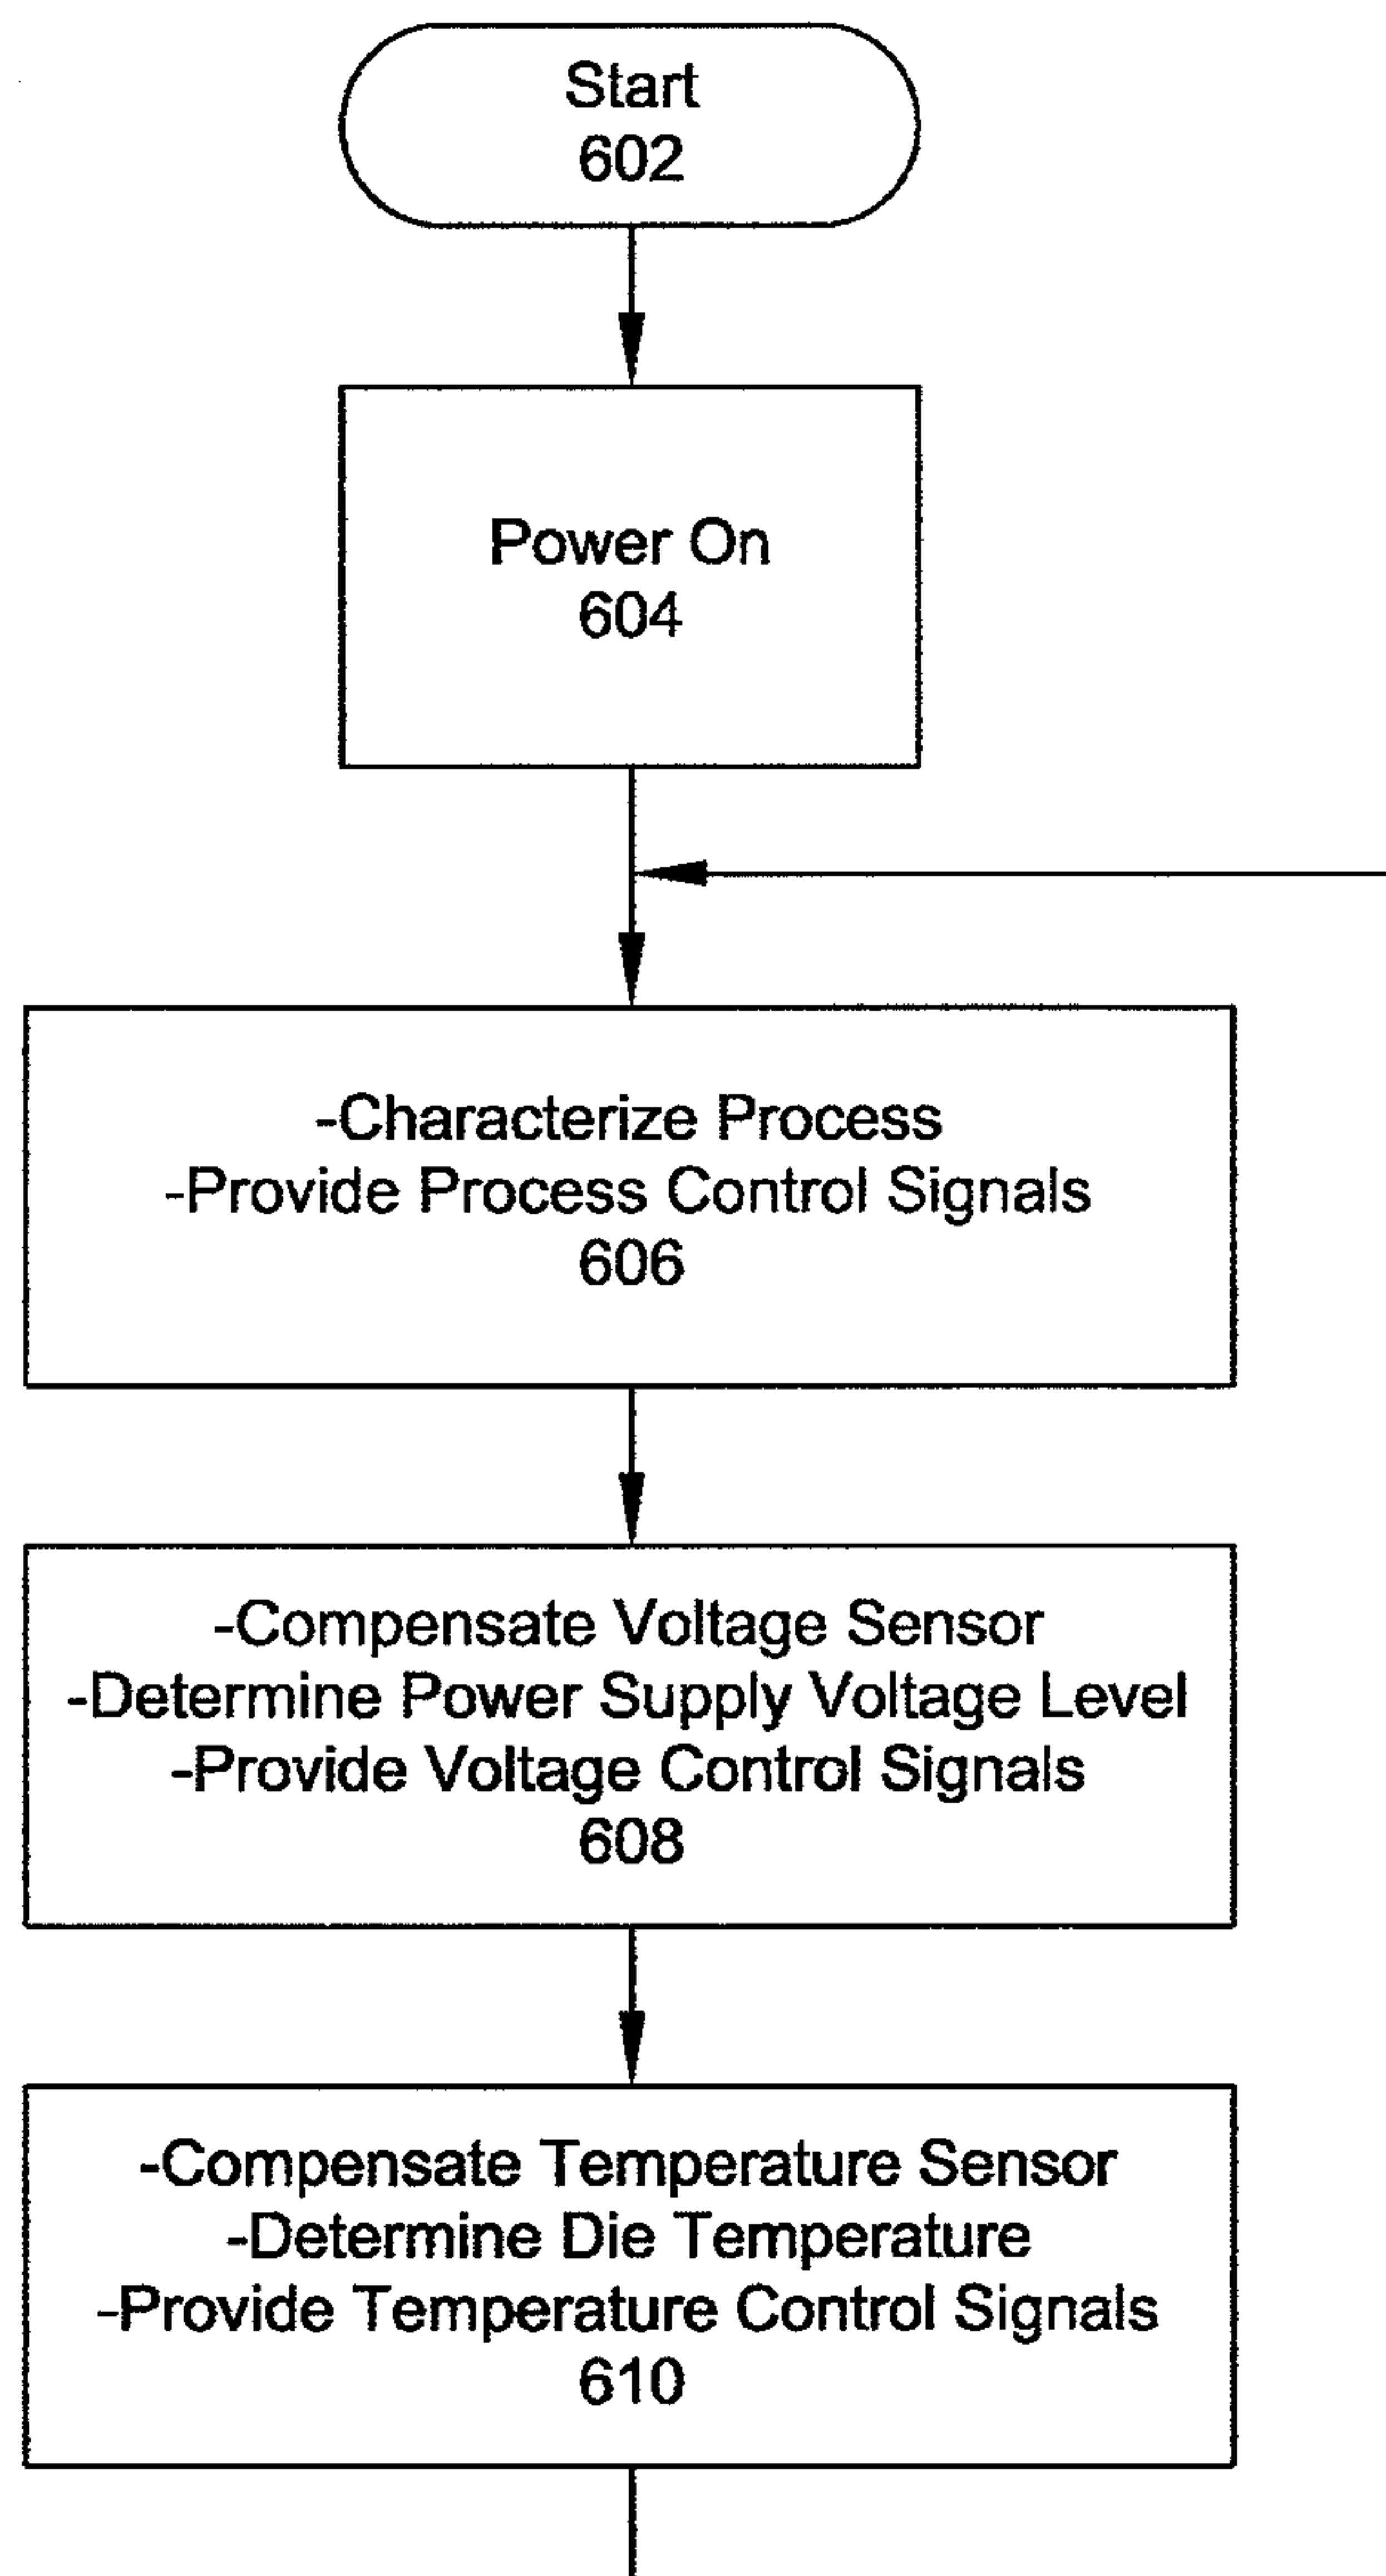 Start
602
Power On
604
-Characterize Process
-Provide Process Control Signals
606
-Compensate Voltage Sensor
-Determine Power Supply Voltage Level
-Provide Voltage Control Signals
608
-Compensate Temperature Sensor
-Determine Die Temperature
-Provide Temperature Control Signals
610